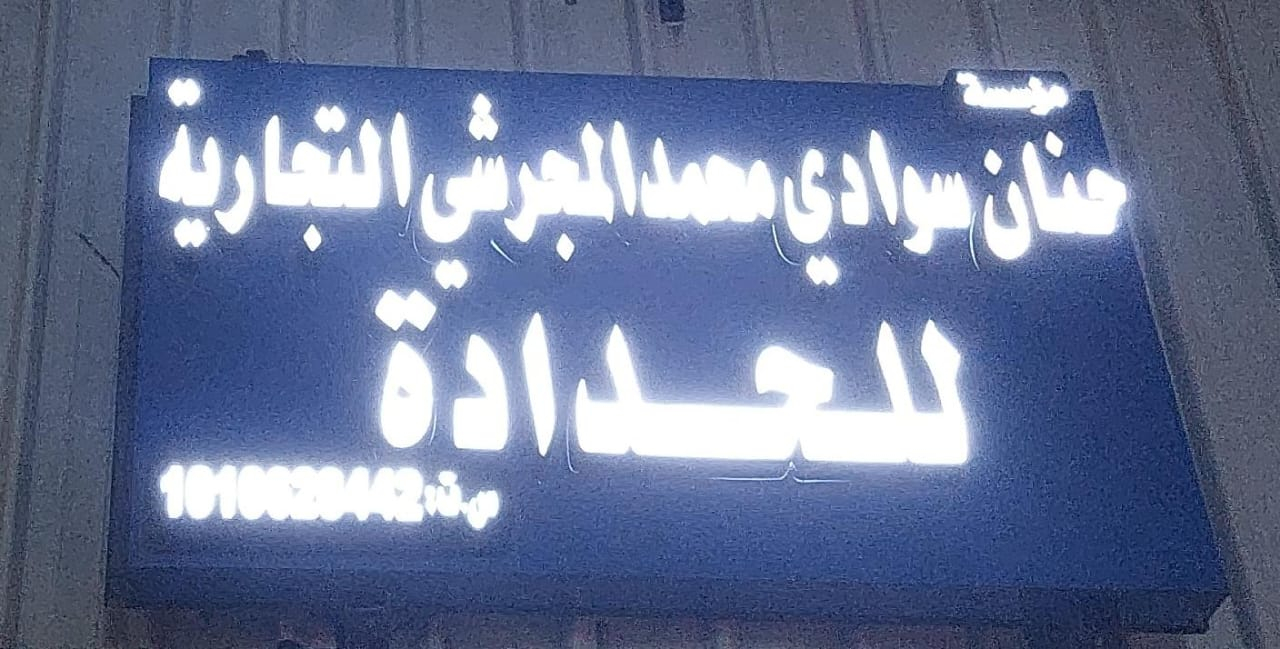 مؤسسة
حنان سوادي محمد المجرشي التجارية
للحدادة
س.ت: 1010620442